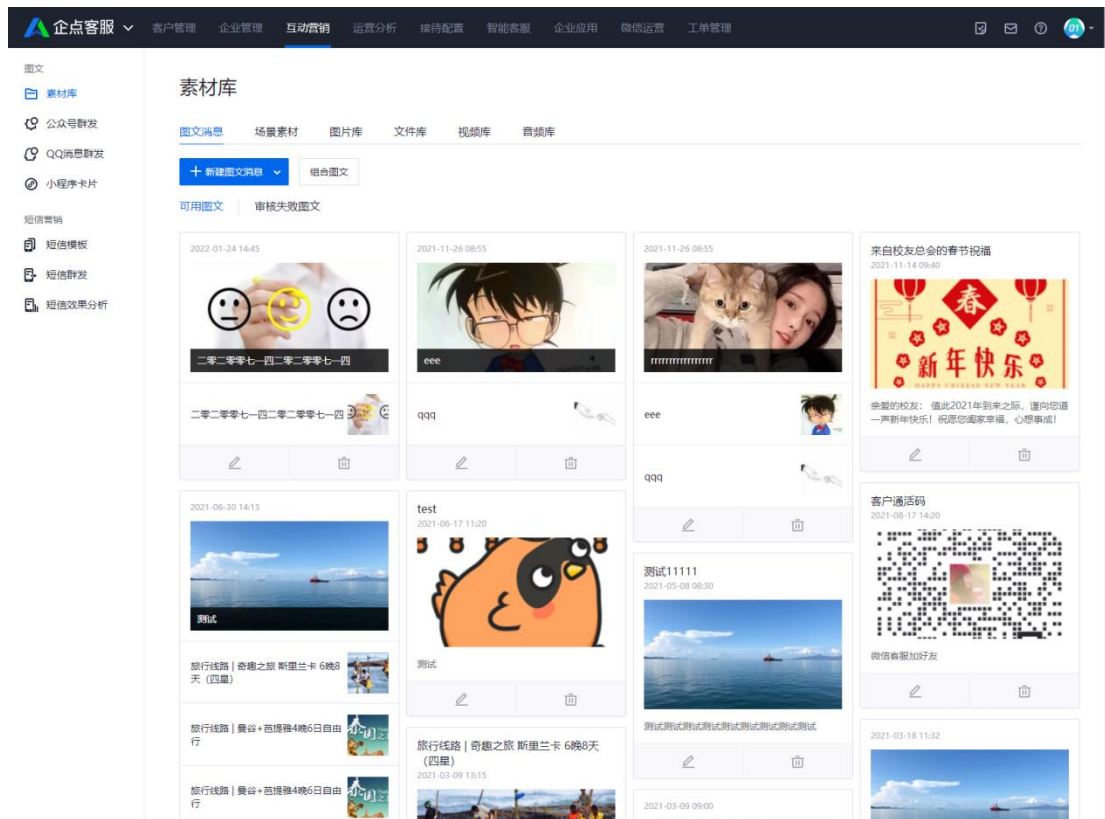 企点客服
客户管理
企业管理
互动营销
运营分析
接待配置
智能客服
企业应用
微信运营
工单管理
图文
素材库
公众号群发
QQ消息群发
小程序卡片
短信营销
短信模板
短信群发
短信效果分析
素材库
图文消息
场景素材
图片库
文件库
视频库
音频库
新建图文消息
组合图文
可用图文
审核失败图文
2022-01-24 14:45
二零二零零七一四二零二零零七一四
二零二零零七一四二零二零零七一四
2021-11-26 08:55
eee
qqq
2021-11-26 08:55
rrrrrrrrrrrrrrrrr
eee
qqq
来自校友总会的春节祝福
2021-11-14 09:40
春
新年快乐
HAPPY CHINESE NEW YEAR
亲爱的校友： 值此2021年到来之际，谨向您道
一声新年快乐！祝愿您阖家幸福，心想事成！
2021-06-30 14:13
测试
旅行线路 | 奇趣之旅 斯里兰卡 6晚8
天（四星）
旅行线路 | 曼谷+芭提雅4晚6日自由
行
旅行线路 | 曼谷+芭提雅4晚6日自由
行
test
2021-06-17 11:20
测试
旅行线路 | 奇趣之旅 斯里兰卡 6晚8天
（四星）
2021-03-09 13:15
测试11111
2021-05-08 08:30
测试测试测试测试测试测试测试测试测试
2021-03-09 09:00
客户通活码
2021-08-17 14:20
微信客服加好友
2021-03-18 11:32